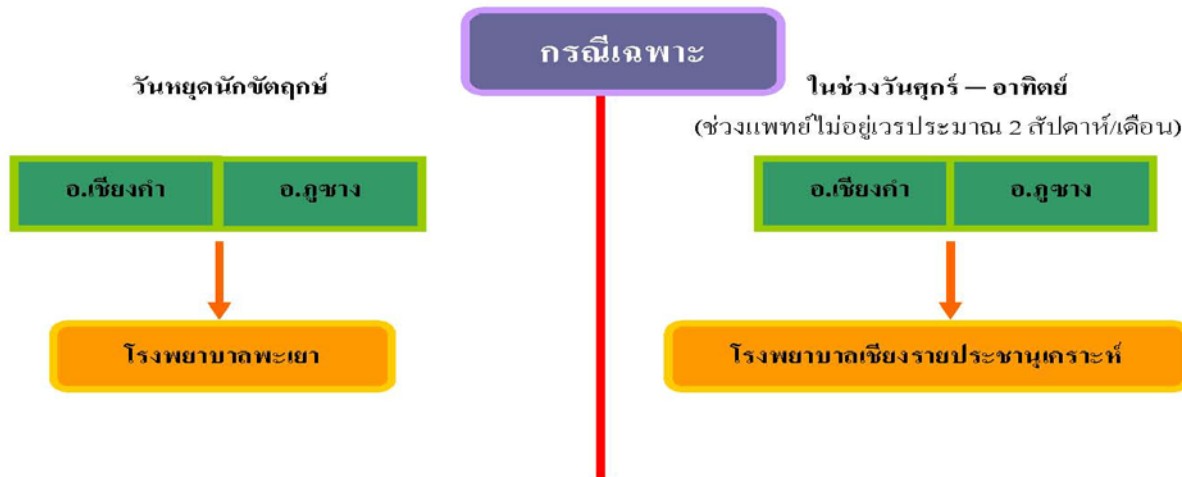 กรณีเฉพาะ
วันหยุดนักขัตฤกษ์
อ.เชียงคำ
อ.ภูซาง
โรงพยาบาลพะเยา
ในช่วงวันศุกร์ – อาทิตย์
(ช่วงแพทย์ไม่อยู่เวรประมาณ 2 สัปดาห์/เดือน)
อ.เชียงคำ
อ.ภูซาง
โรงพยาบาลเชียงรายประชานุเคราะห์